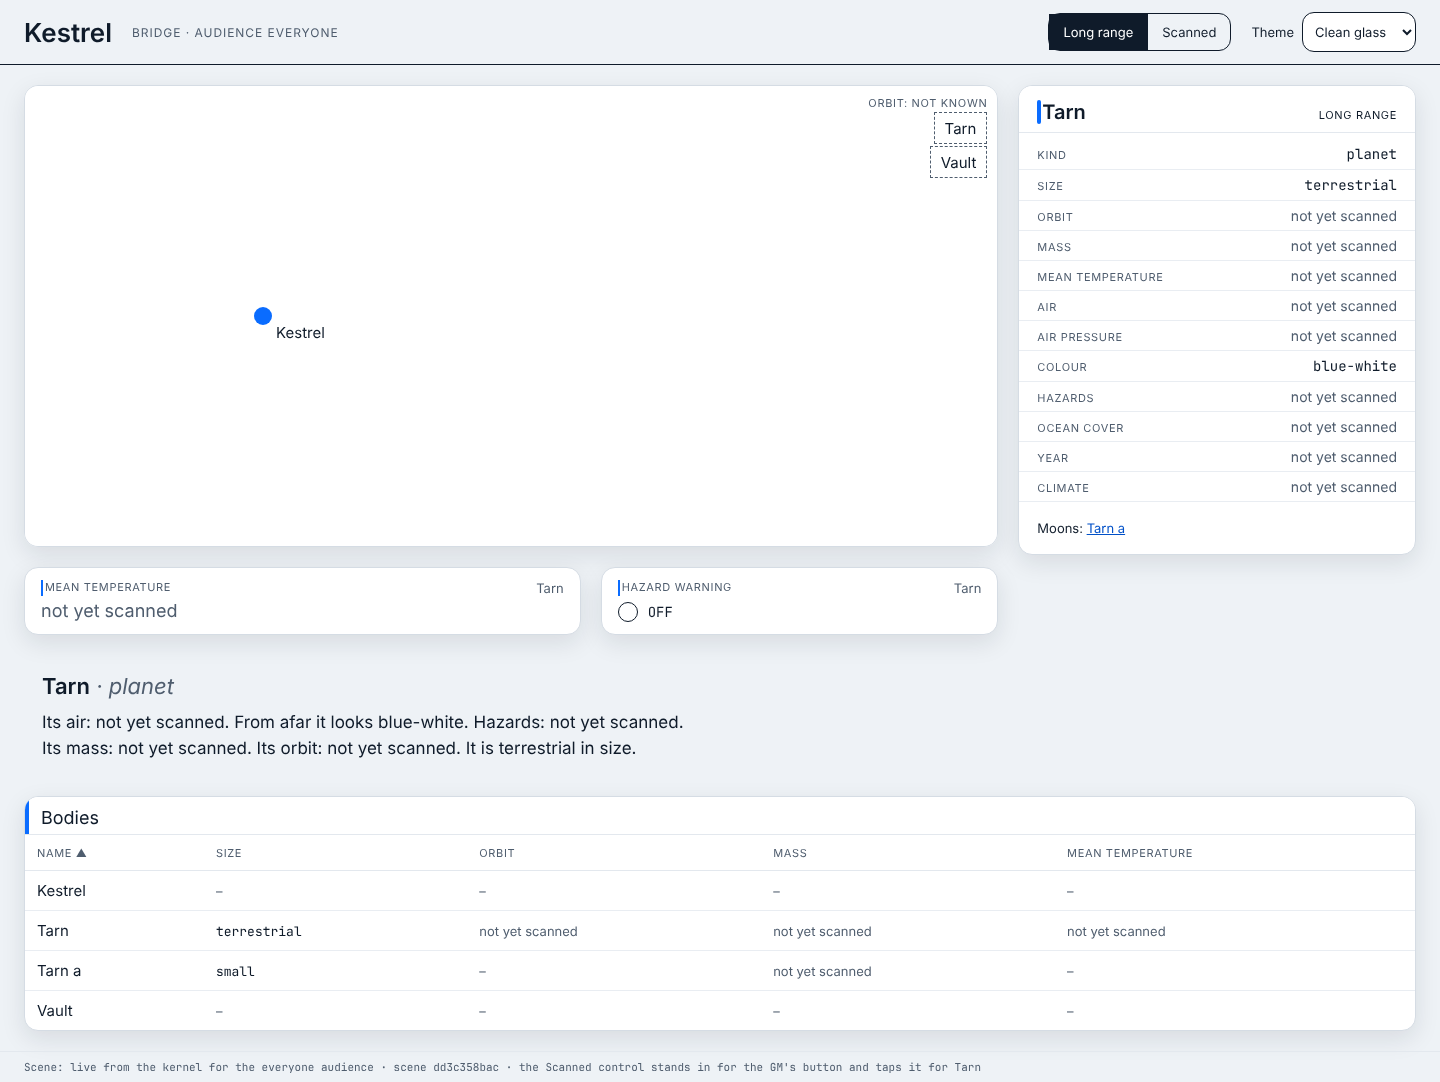 Kestrel BRIDGE · AUDIENCE EVERYONE
Long range Scanned Theme Clean glass
ORBIT: NOT KNOWN
Tarn
Vault
Kestrel
Tarn LONG RANGE
KIND planet
SIZE terrestrial
ORBIT not yet scanned
MASS not yet scanned
MEAN TEMPERATURE not yet scanned
AIR not yet scanned
AIR PRESSURE not yet scanned
COLOUR blue-white
HAZARDS not yet scanned
OCEAN COVER not yet scanned
YEAR not yet scanned
CLIMATE not yet scanned
Moons: Tarn a
MEAN TEMPERATURE Tarn
not yet scanned
HAZARD WARNING Tarn
OFF
Tarn · planet
Its air: not yet scanned. From afar it looks blue-white. Hazards: not yet scanned.
Its mass: not yet scanned. Its orbit: not yet scanned. It is terrestrial in size.
Bodies
NAME ▲ SIZE ORBIT MASS MEAN TEMPERATURE
Kestrel – – – –
Tarn terrestrial not yet scanned not yet scanned not yet scanned
Tarn a small – not yet scanned –
Vault – – – –
Scene: live from the kernel for the everyone audience · scene dd3c358bac · the Scanned control stands in for the GM's button and taps it for Tarn